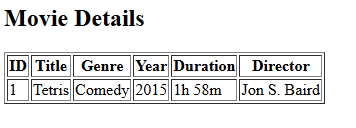 Movie Details
ID Title Genre Year Duration Director
1 Tetris Comedy 2015 1h 58m Jon S. Baird